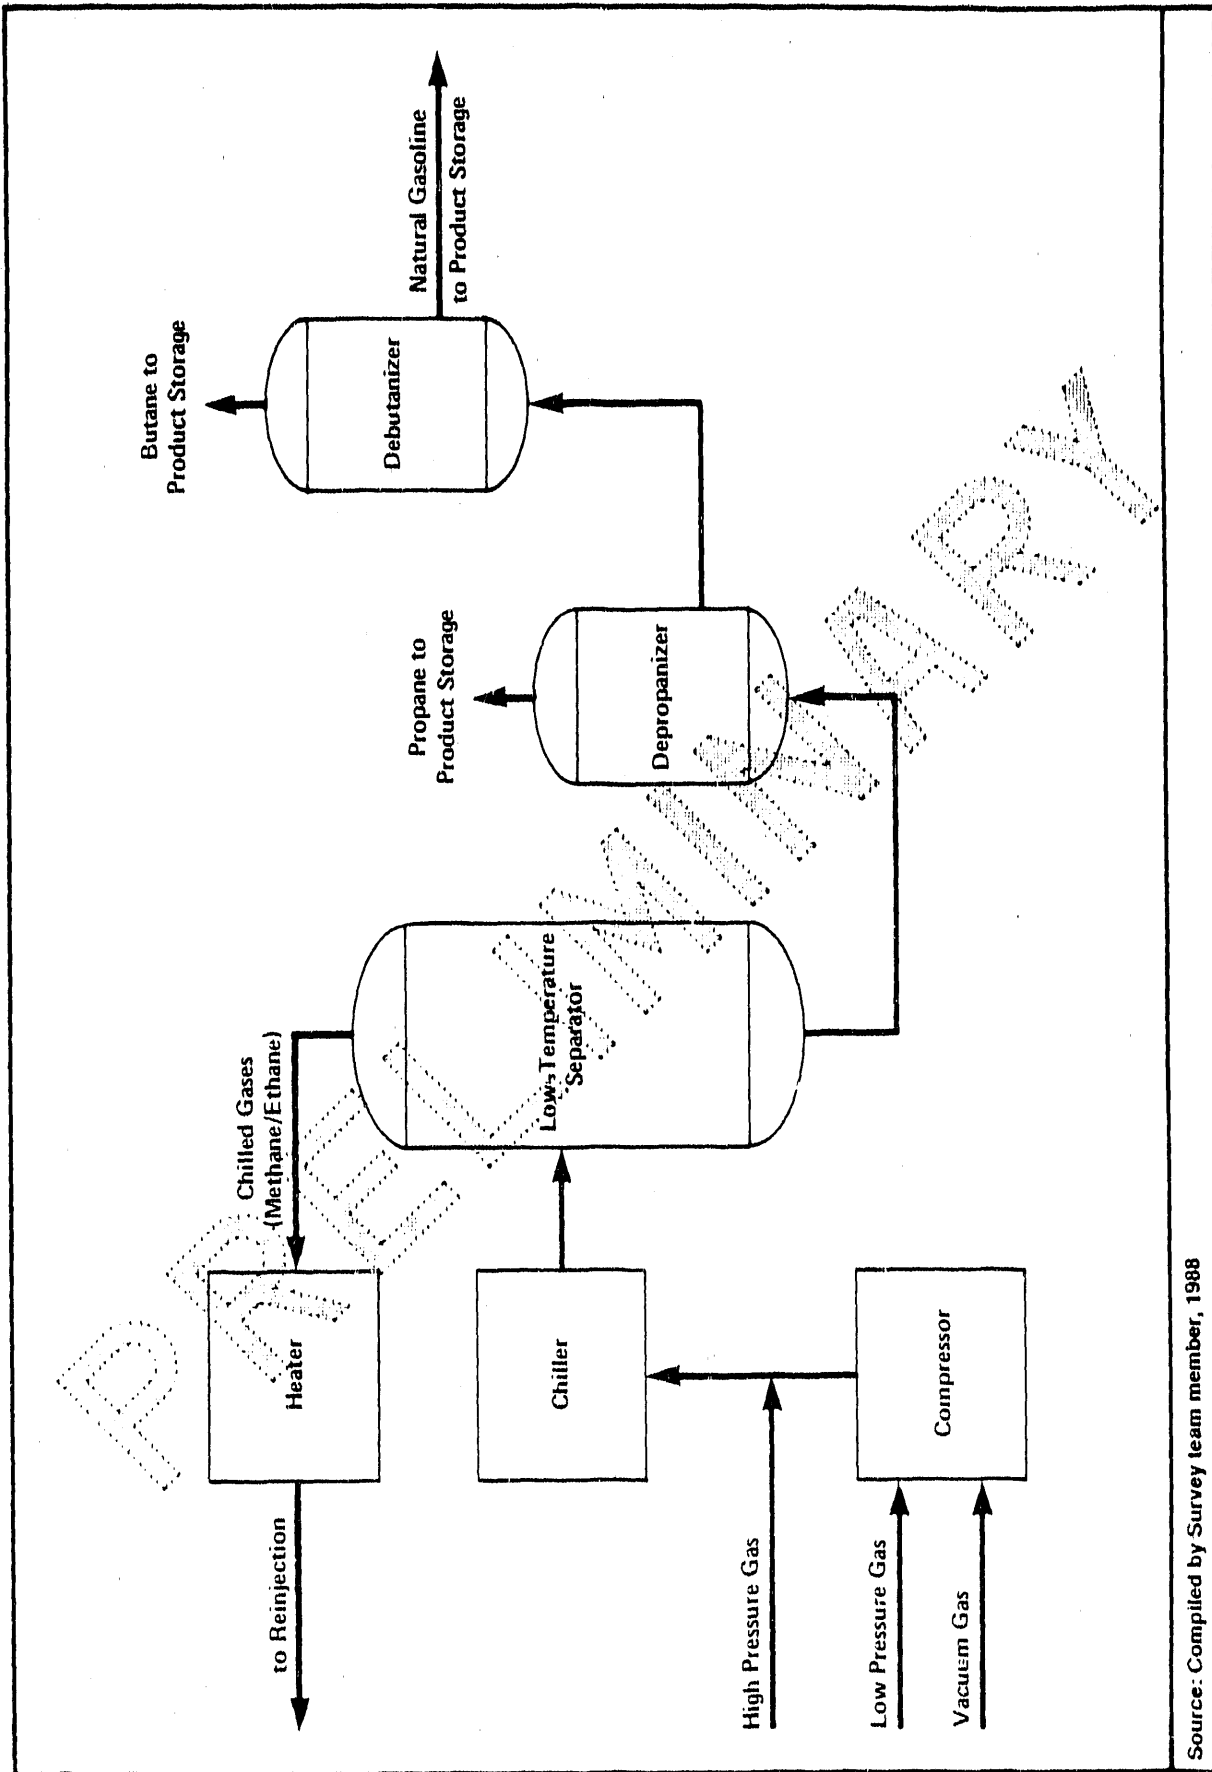 PRELIMINARY
Butane to
Product Storage
Natural Gasoline
to Product Storage
Debutanizer
Propane to
Product Storage
Depropanizer
Chilled Gases
(Methane/Ethane)
Low-Temperature
Separator
to Reinjection
Heater
Chiller
High Pressure Gas
Low Pressure Gas
Vacuum Gas
Compressor
Source: Compiled by Survey team member, 1988